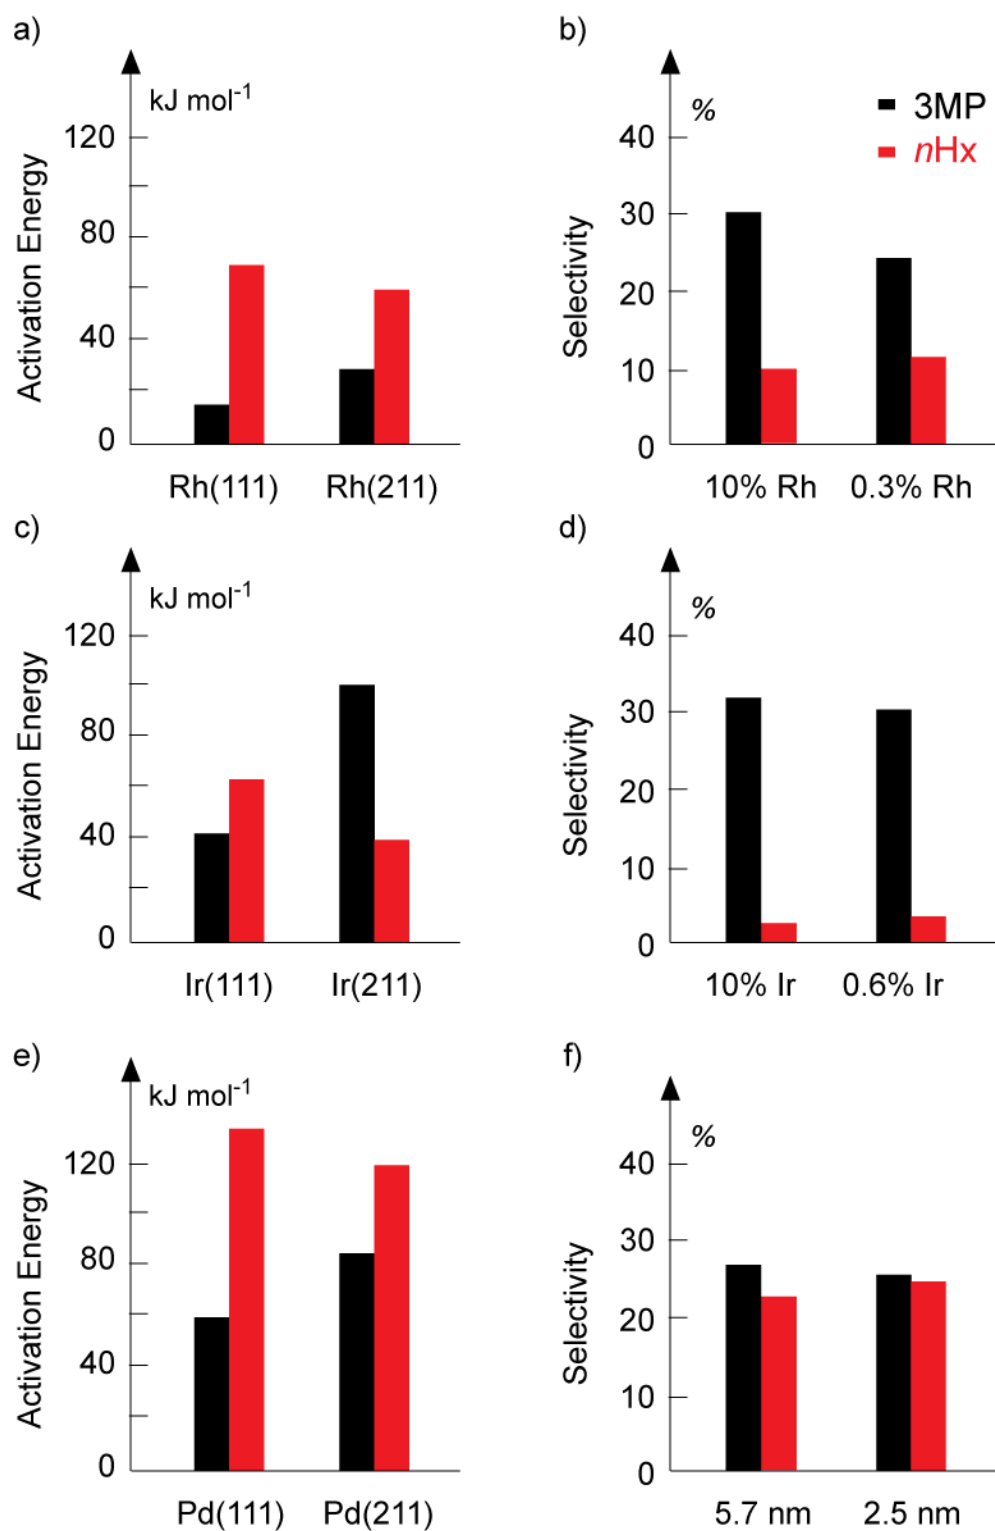 a)
kJ mol⁻¹
120
80
40
0
Activation Energy
Rh(111) Rh(211)
b)
%
3MP
nHx
40
30
20
10
0
Selectivity
10% Rh 0.3% Rh
c)
kJ mol⁻¹
120
80
40
0
Activation Energy
Ir(111) Ir(211)
d)
%
40
30
20
10
0
Selectivity
10% Ir 0.6% Ir
e)
kJ mol⁻¹
120
80
40
0
Activation Energy
Pd(111) Pd(211)
f)
%
40
30
20
10
0
Selectivity
5.7 nm 2.5 nm